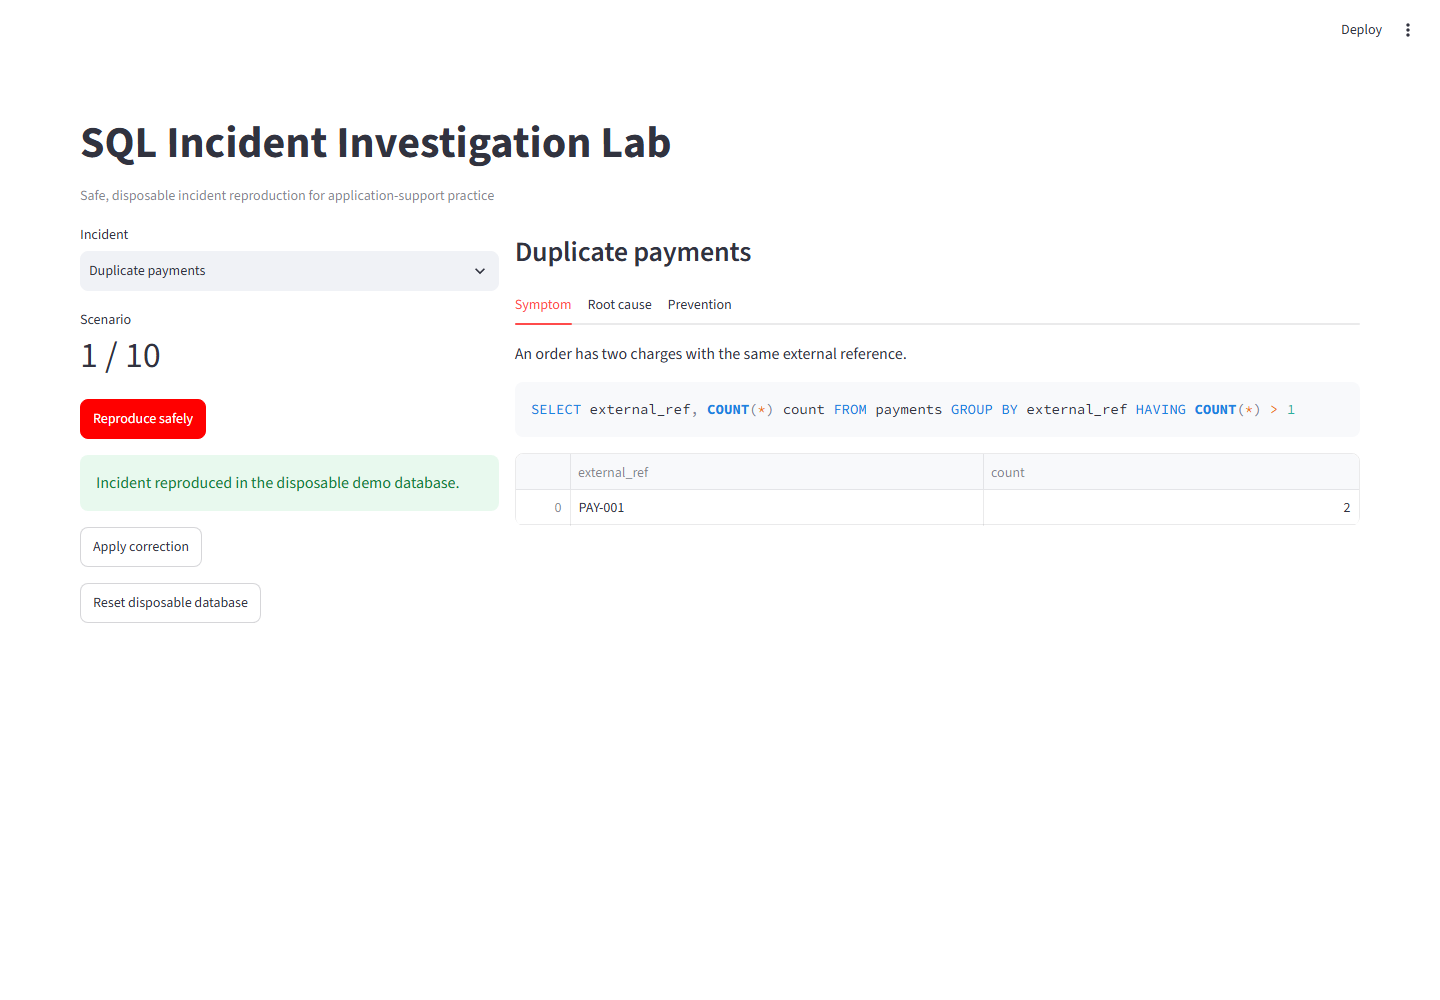 Deploy
SQL Incident Investigation Lab
Safe, disposable incident reproduction for application-support practice
Incident
Duplicate payments
Scenario
1 / 10
Reproduce safely
Incident reproduced in the disposable demo database.
Apply correction
Reset disposable database
Duplicate payments
Symptom Root cause Prevention
An order has two charges with the same external reference.
SELECT external_ref, COUNT(*) count FROM payments GROUP BY external_ref HAVING COUNT(*) > 1
external_ref count
0 PAY-001 2